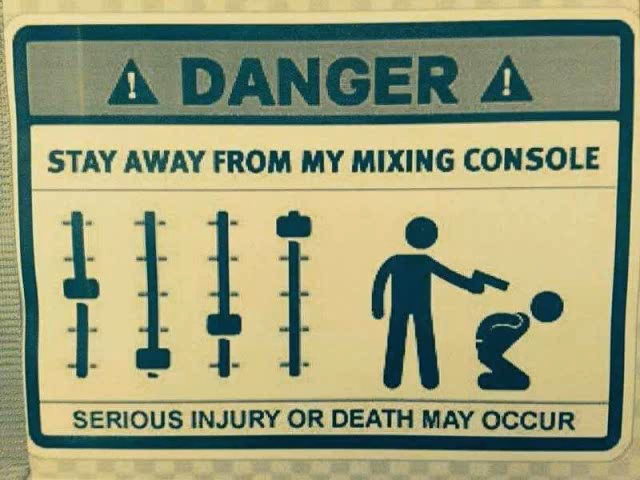 DANGER
STAY AWAY FROM MY MIXING CONSOLE
SERIOUS INJURY OR DEATH MAY OCCUR